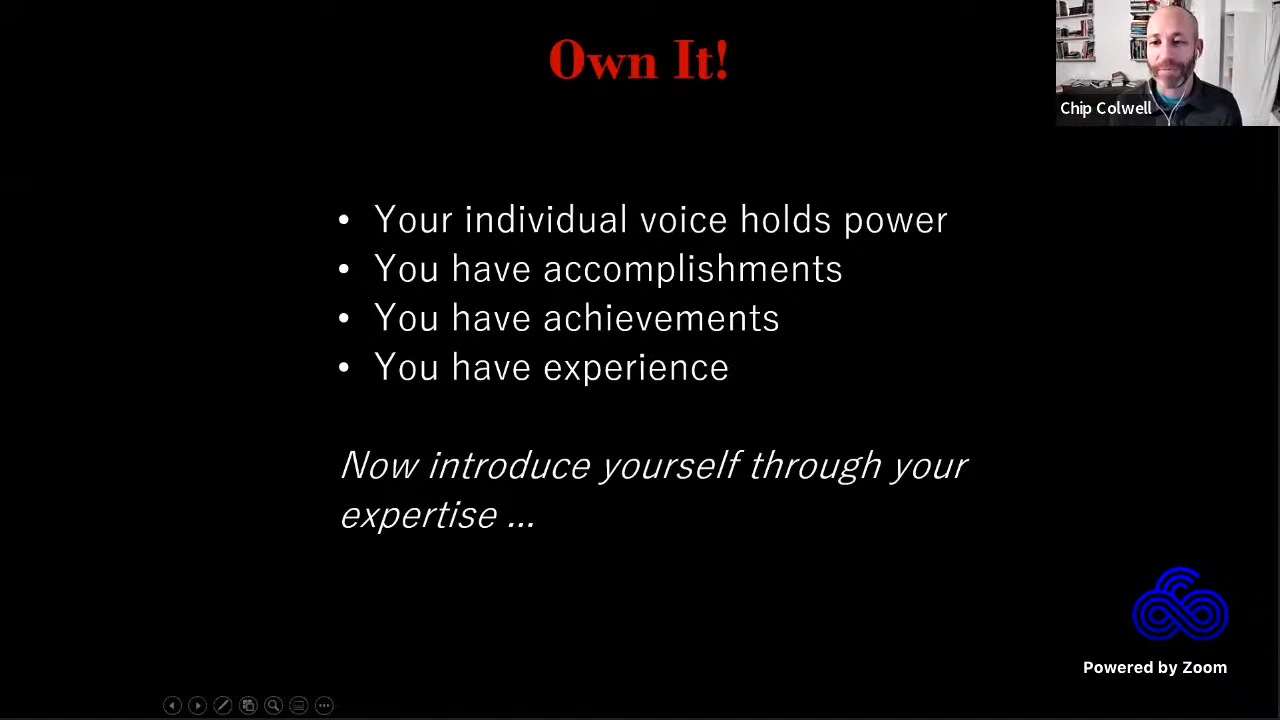 Own It!
Chip Colwell
• Your individual voice holds power
• You have accomplishments
• You have achievements
• You have experience
Now introduce yourself through your
expertise ...
Powered by Zoom